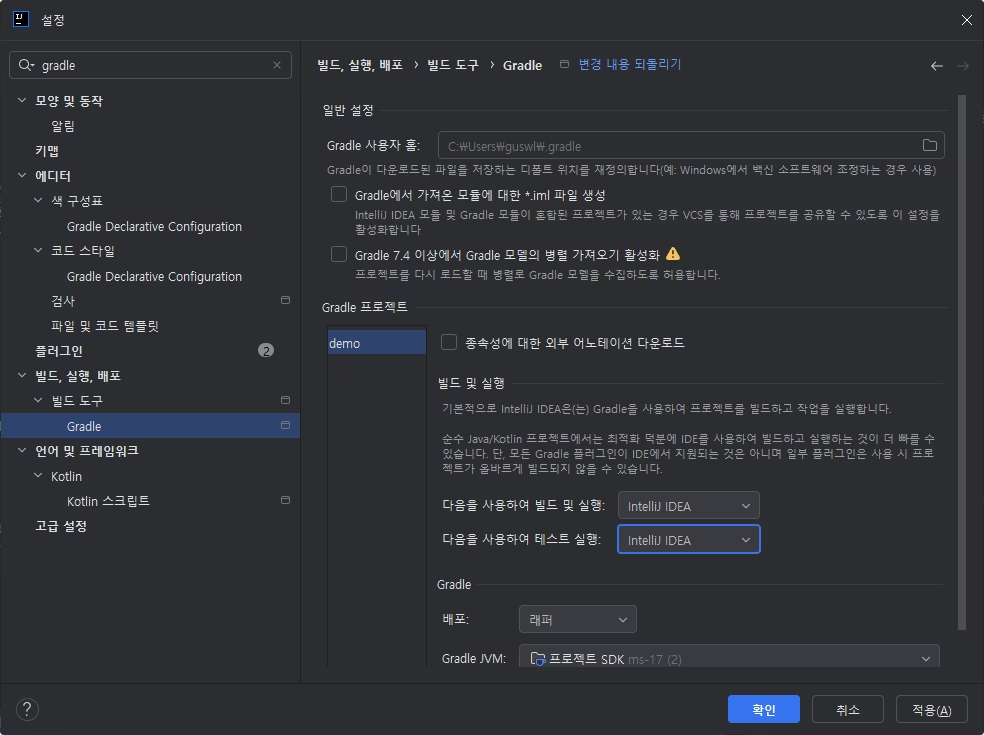 설정
gradle
모양 및 동작
알림
키맵
에디터
색 구성표
Gradle Declarative Configuration
코드 스타일
Gradle Declarative Configuration
검사
파일 및 코드 템플릿
플러그인 2
빌드, 실행, 배포
빌드 도구
Gradle
언어 및 프레임워크
Kotlin
Kotlin 스크립트
고급 설정
빌드, 실행, 배포 › 빌드 도구 › Gradle 변경 내용 되돌리기
일반 설정
Gradle 사용자 홈: C:₩Users₩guswl₩.gradle
Gradle이 다운로드된 파일을 저장하는 디폴트 위치를 재정의합니다(예: Windows에서 백신 소프트웨어 조정하는 경우 사용)
Gradle에서 가져온 모듈에 대한 *.iml 파일 생성
IntelliJ IDEA 모듈 및 Gradle 모듈이 혼합된 프로젝트가 있는 경우 VCS를 통해 프로젝트를 공유할 수 있도록 이 설정을
활성화합니다
Gradle 7.4 이상에서 Gradle 모델의 병렬 가져오기 활성화
프로젝트를 다시 로드할 때 병렬로 Gradle 모델을 수집하도록 허용합니다.
Gradle 프로젝트
demo
종속성에 대한 외부 어노테이션 다운로드
빌드 및 실행
기본적으로 IntelliJ IDEA은(는) Gradle을 사용하여 프로젝트를 빌드하고 작업을 실행합니다.
순수 Java/Kotlin 프로젝트에서는 최적화 덕분에 IDE를 사용하여 빌드하고 실행하는 것이 더 빠를 수
있습니다. 단, 모든 Gradle 플러그인이 IDE에서 지원되는 것은 아니며 일부 플러그인은 사용 시 프로
젝트가 올바르게 빌드되지 않을 수 있습니다.
다음을 사용하여 빌드 및 실행: IntelliJ IDEA
다음을 사용하여 테스트 실행: IntelliJ IDEA
Gradle
배포: 래퍼
Gradle JVM: 프로젝트 SDK ms-17 (2)
?
확인
취소
적용(A)